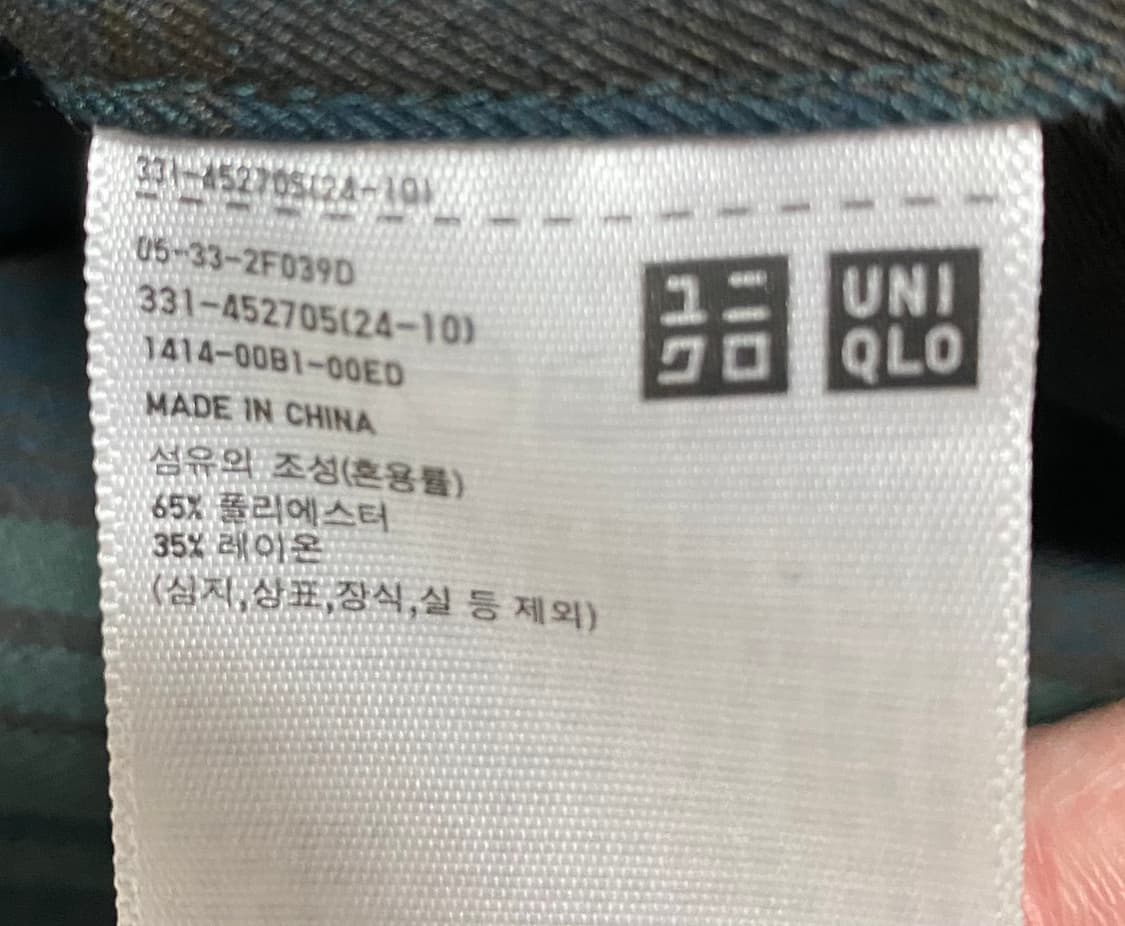 331-452705(24-10)
05-33-2F039D
331-452705(24-10)
1414-00B1-00ED
MADE IN CHINA
섬유의 조성(혼용률)
65% 폴리에스터
35% 레이온
(심지,상표,장식,실 등 제외)
ユニ
クロ
UNI
QLO